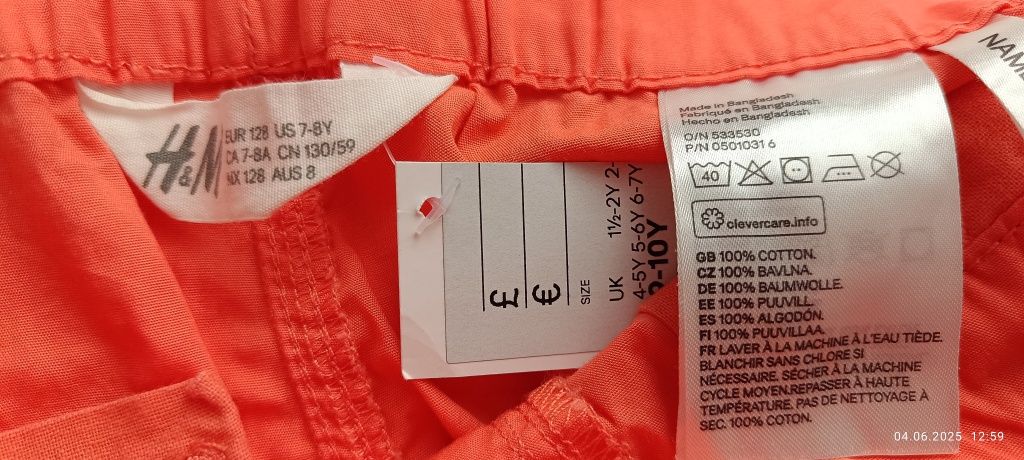 H&M
EUR 128 US 7-8Y
CA 7-8A CN 130/59
MX 128 AUS 8
£
€
SIZE
UK 1½-2Y 2-
4-5Y 5-6Y 6-7Y
-10Y
Made in Bangladesh
Fabriqué en Bangladesh
Hecho en Bangladesh
O/N 533530
P/N 0501031 6
40
clevercare.info
GB 100% COTTON.
CZ 100% BAVLNA.
DE 100% BAUMWOLLE.
EE 100% PUUVILL.
ES 100% ALGODÓN.
FI 100% PUUVILLAA.
FR LAVER À LA MACHINE À L'EAU TIÈDE.
BLANCHIR SANS CHLORE SI
NÉCESSAIRE. SÉCHER À LA MACHINE
CYCLE MOYEN.REPASSER À HAUTE
TEMPÉRATURE. PAS DE NETTOYAGE À
SEC. 100% COTON.
NAM
04.06.2025 12:59